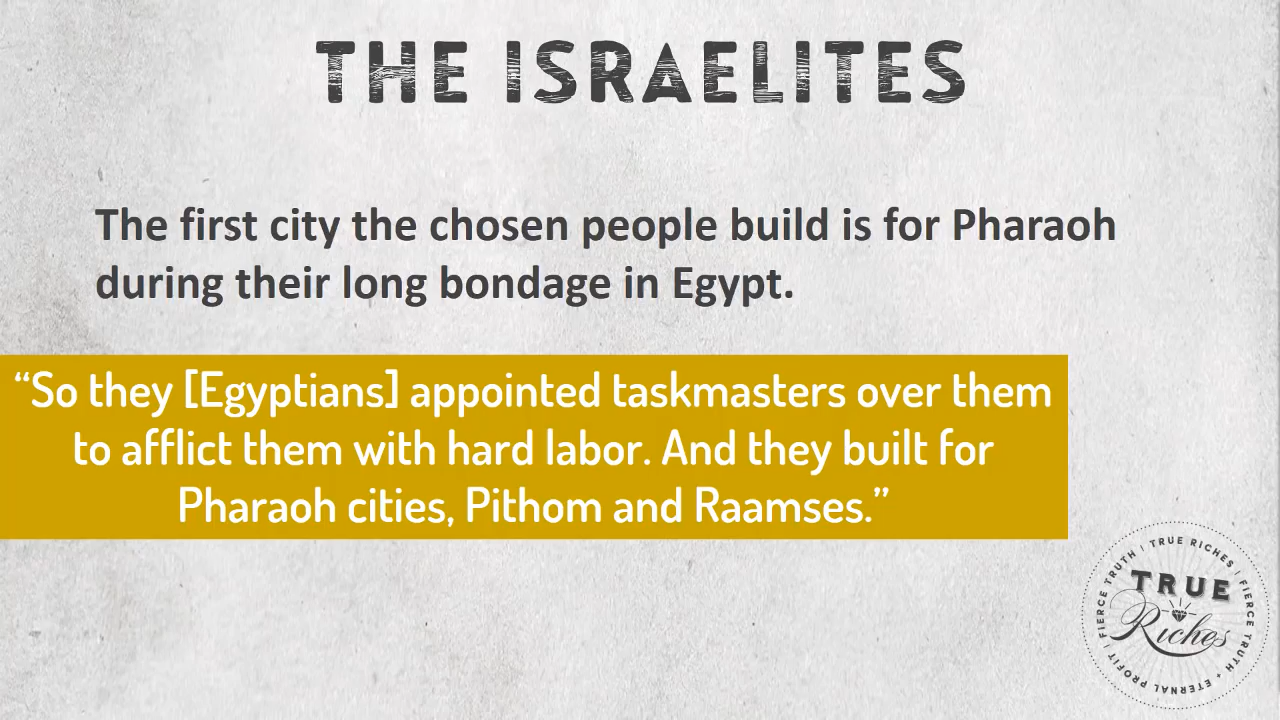 THE ISRAELITES
The first city the chosen people build is for Pharaoh
during their long bondage in Egypt.
“So they [Egyptians] appointed taskmasters over them
to afflict them with hard labor. And they built for
Pharaoh cities, Pithom and Raamses.”
| TRUE RICHES | FIERCE TRUTH + ETERNAL PROFIT | FIERCE TRUTH
TRUE
Riches